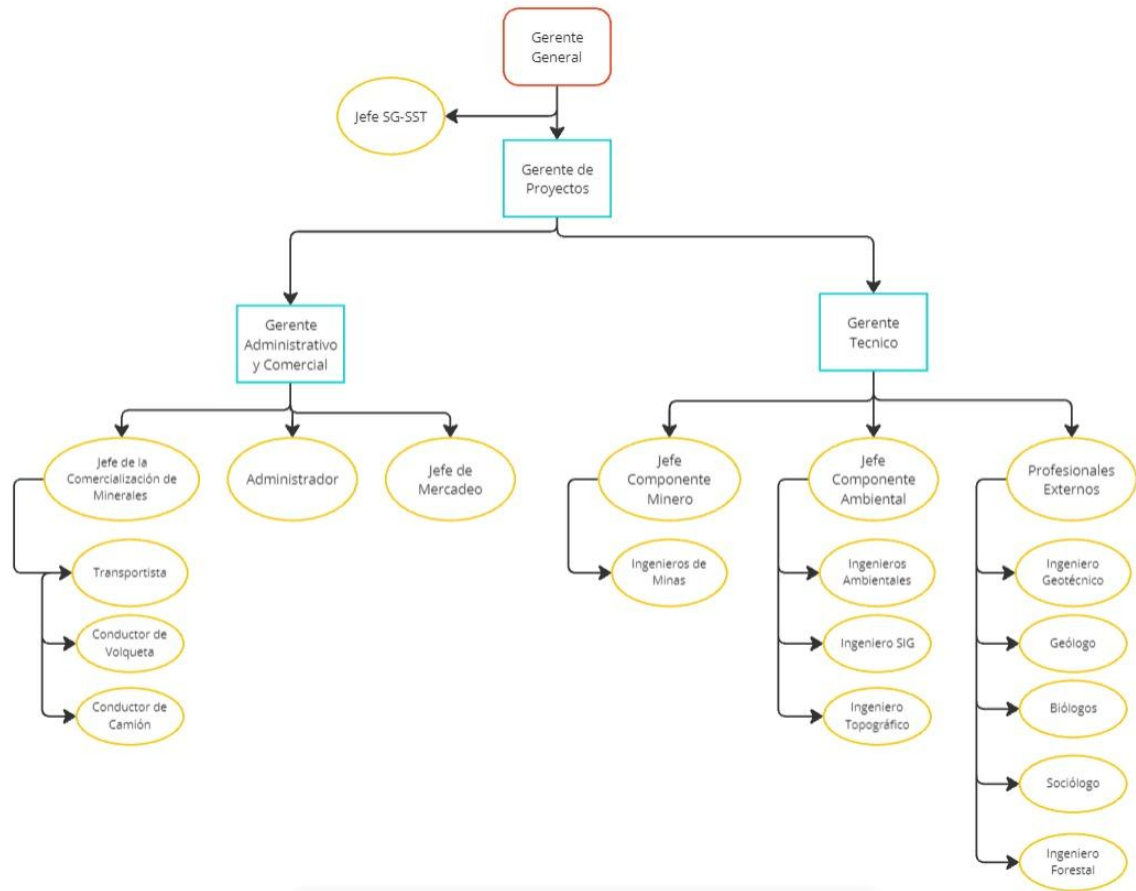 Gerente
General
Jefe SG-SST
Gerente de
Proyectos
Gerente
Administrativo
y Comercial
Gerente
Tecnico
Jefe de la
Comercialización de
Minerales
Administrador
Jefe de
Mercadeo
Jefe
Componente
Minero
Jefe
Componente
Ambiental
Profesionales
Externos
Transportista
Ingenieros de
Minas
Ingenieros
Ambientales
Ingeniero
Geotécnico
Conductor de
Volqueta
Ingeniero SIG
Geólogo
Conductor de
Camión
Ingeniero
Topográfico
Biólogos
Sociólogo
Ingeniero
Forestal